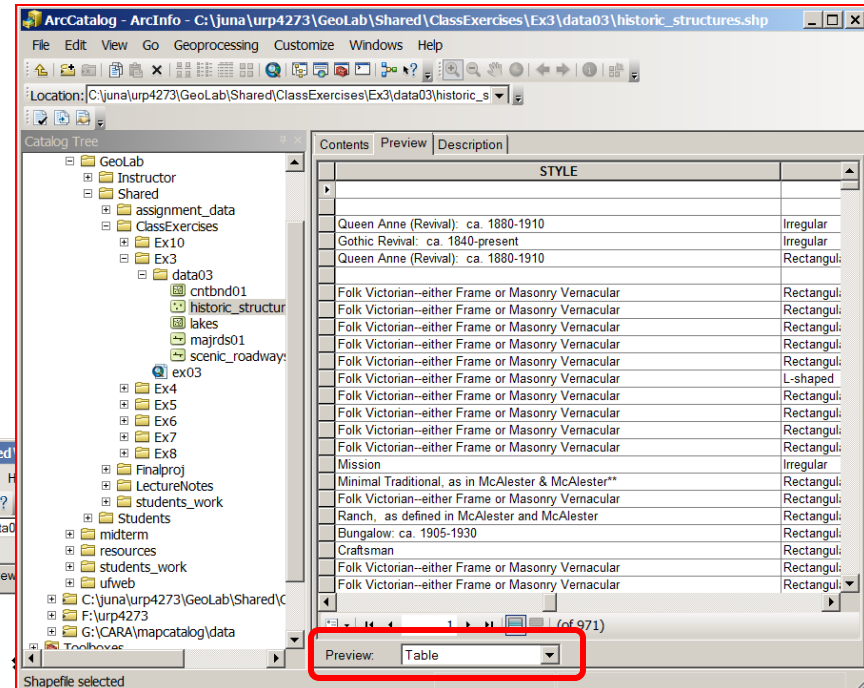 ArcCatalog - ArcInfo - C:\juna\urp4273\GeoLab\Shared\ClassExercises\Ex3\data03\historic_structures.shp
File Edit View Go Geoprocessing Customize Windows Help
Location: C:\juna\urp4273\GeoLab\Shared\ClassExercises\Ex3\data03\historic_s
Catalog Tree
GeoLab
Instructor
Shared
assignment_data
ClassExercises
Ex10
Ex3
data03
cntbnd01
historic_structur
lakes
majrds01
scenic_roadways
ex03
Ex4
Ex5
Ex6
Ex7
Ex8
Finalproj
LectureNotes
students_work
Students
midterm
resources
students_work
ufweb
C:\juna\urp4273\GeoLab\Shared\C
F:\urp4273
G:\CARA\mapcatalog\data
Toolboxes
Contents Preview Description
STYLE
Queen Anne (Revival): ca. 1880-1910 Irregular
Gothic Revival: ca. 1840-present Irregular
Queen Anne (Revival): ca. 1880-1910 Rectangula
Folk Victorian--either Frame or Masonry Vernacular Rectangula
Folk Victorian--either Frame or Masonry Vernacular Rectangula
Folk Victorian--either Frame or Masonry Vernacular Rectangula
Folk Victorian--either Frame or Masonry Vernacular Rectangula
Folk Victorian--either Frame or Masonry Vernacular Rectangula
Folk Victorian--either Frame or Masonry Vernacular L-shaped
Folk Victorian--either Frame or Masonry Vernacular Rectangula
Folk Victorian--either Frame or Masonry Vernacular Rectangula
Folk Victorian--either Frame or Masonry Vernacular Rectangula
Folk Victorian--either Frame or Masonry Vernacular Rectangula
Mission Irregular
Minimal Traditional, as in McAlester & McAlester** Rectangula
Folk Victorian--either Frame or Masonry Vernacular Rectangula
Ranch, as defined in McAlester and McAlester Rectangula
Bungalow: ca. 1905-1930 Rectangula
Craftsman Rectangula
Folk Victorian--either Frame or Masonry Vernacular Rectangula
Folk Victorian--either Frame or Masonry Vernacular Rectangula
1 (of 971)
Preview: Table
Shapefile selected